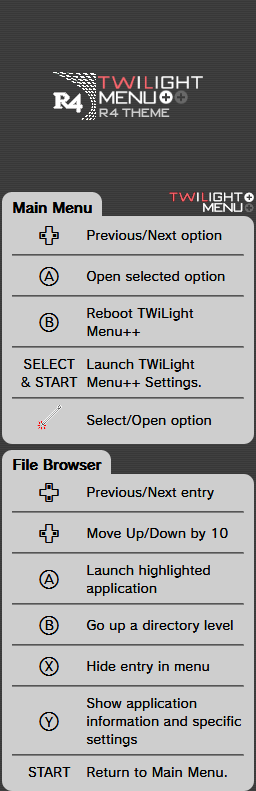 R4 TWiLIGHT
MENU++
R4 THEME
TWiLIGHT
MENU++
Main Menu
Previous/Next option
A Open selected option
B Reboot TWiLight
Menu++
SELECT Launch TWiLight
& START Menu++ Settings.
Select/Open option
File Browser
Previous/Next entry
Move Up/Down by 10
A Launch highlighted
application
B Go up a directory level
X Hide entry in menu
Y Show application
information and specific
settings
START Return to Main Menu.